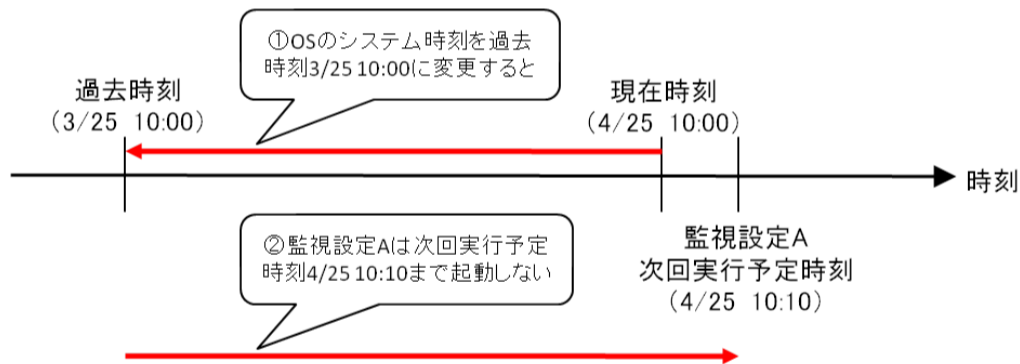 ①OSのシステム時刻を過去
時刻3/25 10:00に変更すると
過去時刻
(3/25 10:00)
現在時刻
(4/25 10:00)
時刻
②監視設定Aは次回実行予定
時刻4/25 10:10まで起動しない
監視設定A
次回実行予定時刻
(4/25 10:10)